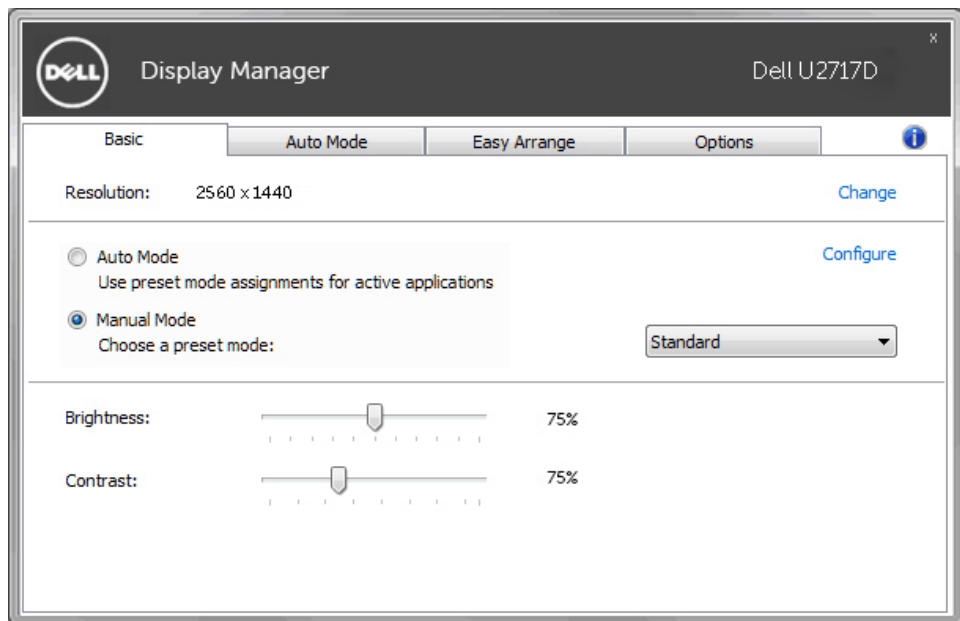 DELL Display Manager Dell U2717D x
Basic Auto Mode Easy Arrange Options i
Resolution: 2560 x 1440 Change
Auto Mode Configure
Use preset mode assignments for active applications
Manual Mode
Choose a preset mode: Standard
Brightness: 75%
Contrast: 75%